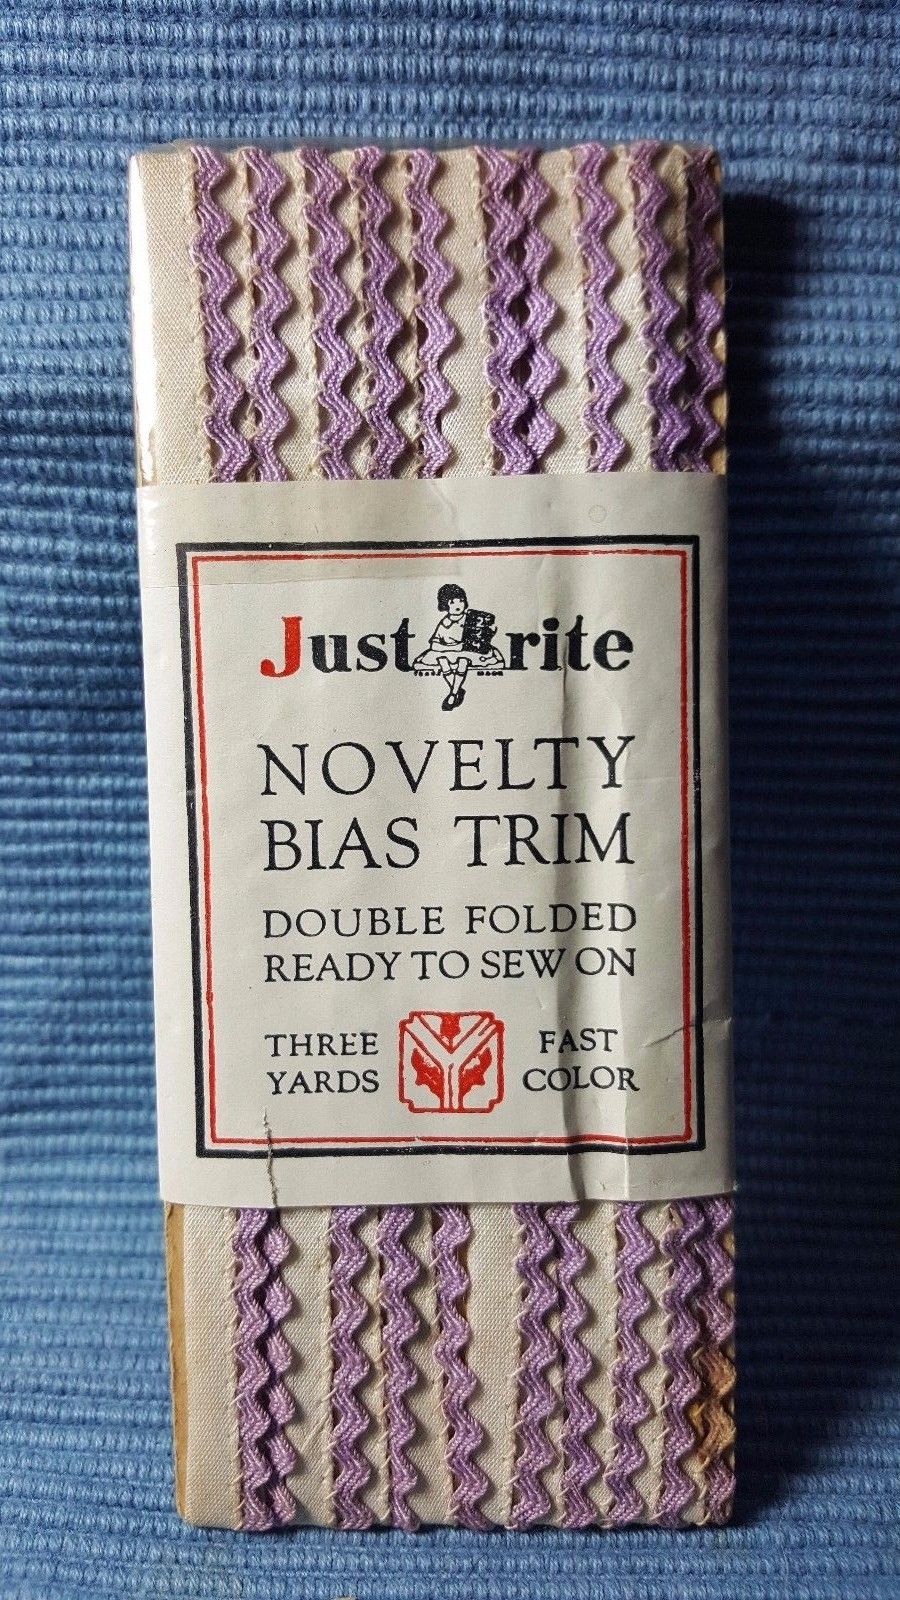 Just rite
NOVELTY
BIAS TRIM
DOUBLE FOLDED
READY TO SEW ON
THREE YARDS
FAST COLOR